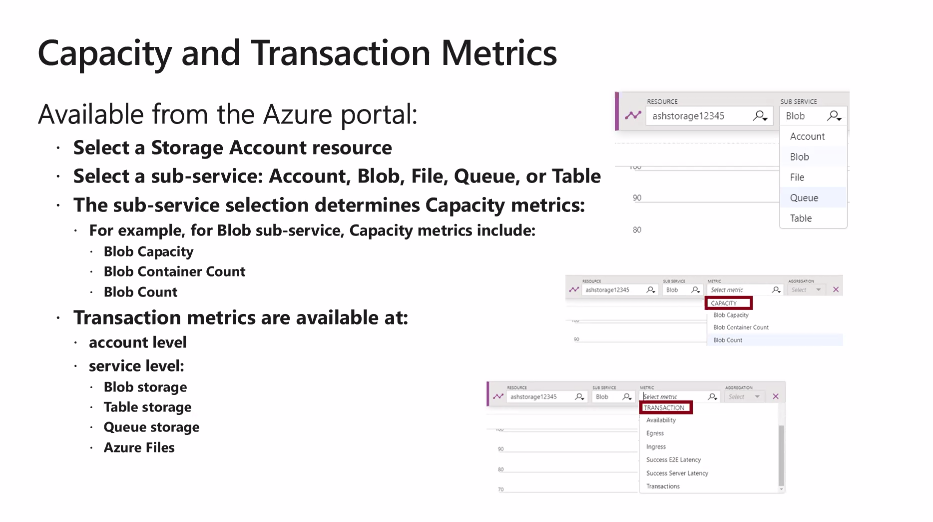 Capacity and Transaction Metrics
Available from the Azure portal:
· Select a Storage Account resource
· Select a sub-service: Account, Blob, File, Queue, or Table
· The sub-service selection determines Capacity metrics:
· For example, for Blob sub-service, Capacity metrics include:
· Blob Capacity
· Blob Container Count
· Blob Count
· Transaction metrics are available at:
· account level
· service level:
· Blob storage
· Table storage
· Queue storage
· Azure Files
RESOURCE SUB SERVICE
ashstorage12345 Blob
Account
Blob
File
Queue
Table
100
90
80
RESOURCE SUB SERVICE METRIC AGGREGATION
ashstorage12345 Blob Select metric Select
CAPACITY
Blob Capacity
Blob Container Count
Blob Count
100
90
RESOURCE SUB SERVICE METRIC AGGREGATION
ashstorage12345 Blob Select metric Select
TRANSACTION
Availability
Egress
Ingress
Success E2E Latency
Success Server Latency
Transactions
100
90
80
70